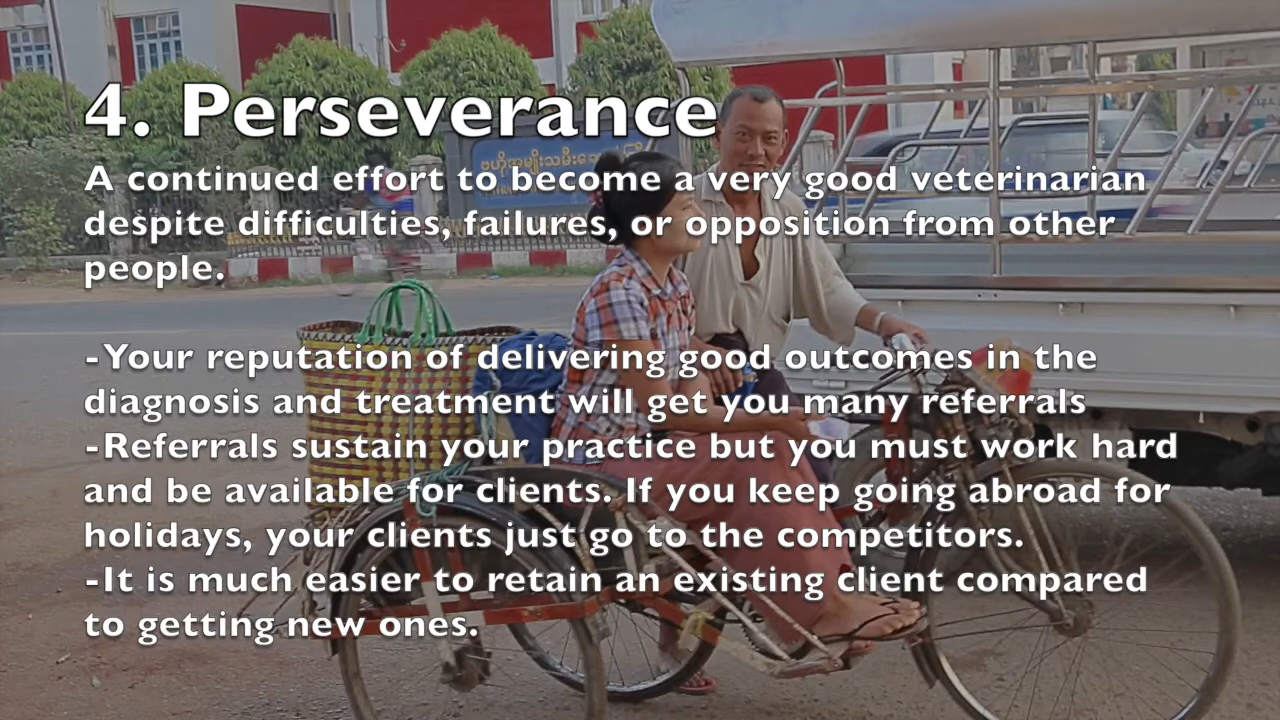 4. Perseverance
A continued effort to become a very good veterinarian
despite difficulties, failures, or opposition from other
people.
-Your reputation of delivering good outcomes in the
diagnosis and treatment will get you many referrals
-Referrals sustain your practice but you must work hard
and be available for clients. If you keep going abroad for
holidays, your clients just go to the competitors.
-It is much easier to retain an existing client compared
to getting new ones.